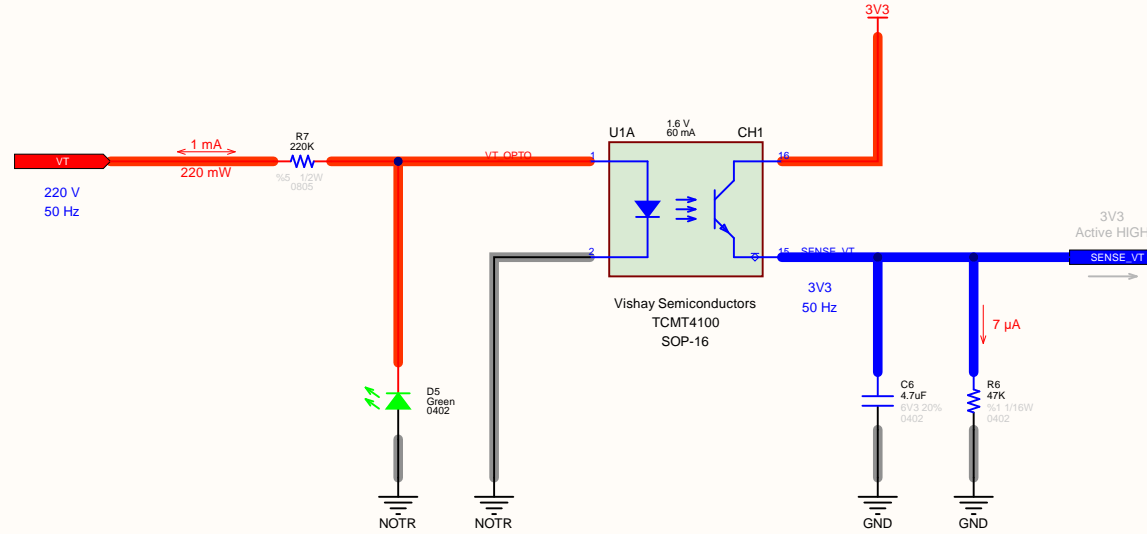 3V3
VT
1 mA
220 mW
220 V
50 Hz
R7
220K
%5 1/2W
0805
VT_OPTO
1
U1A
1.6 V
60 mA
CH1
16
2
15
SENSE_VT
3V3
50 Hz
Vishay Semiconductors
TCMT4100
SOP-16
3V3
Active HIGH
SENSE_VT
7 µA
D5
Green
0402
C6
4.7uF
6V3 20%
0402
R6
47K
%1 1/16W
0402
NOTR
NOTR
GND
GND